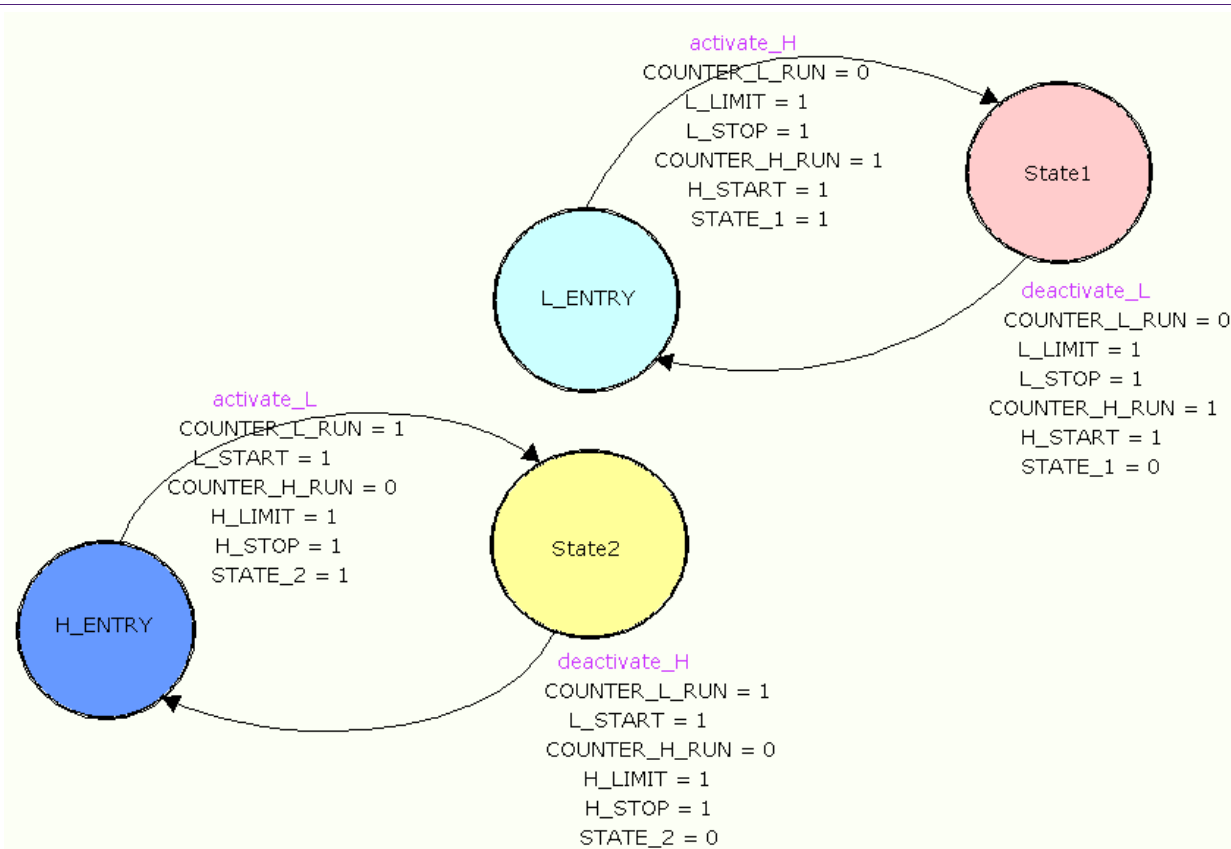 activate_H
COUNTER_L_RUN = 0
L_LIMIT = 1
L_STOP = 1
COUNTER_H_RUN = 1
H_START = 1
STATE_1 = 1
State1
L_ENTRY
deactivate_L
COUNTER_L_RUN = 0
L_LIMIT = 1
L_STOP = 1
COUNTER_H_RUN = 1
H_START = 1
STATE_1 = 0
activate_L
COUNTER_L_RUN = 1
L_START = 1
COUNTER_H_RUN = 0
H_LIMIT = 1
H_STOP = 1
STATE_2 = 1
State2
H_ENTRY
deactivate_H
COUNTER_L_RUN = 1
L_START = 1
COUNTER_H_RUN = 0
H_LIMIT = 1
H_STOP = 1
STATE_2 = 0